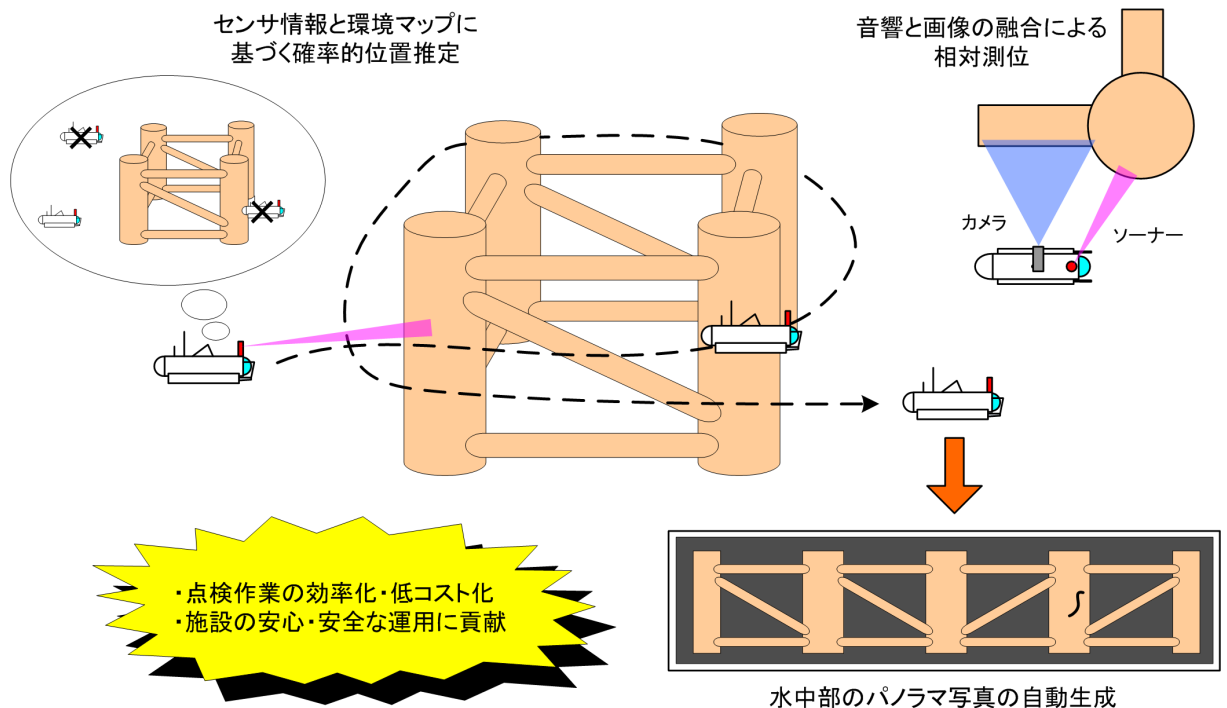 センサ情報と環境マップに
基づく確率的位置推定
音響と画像の融合による
相対測位
カメラ
ソーナー
・点検作業の効率化・低コスト化
・施設の安心・安全な運用に貢献
水中部のパノラマ写真の自動生成